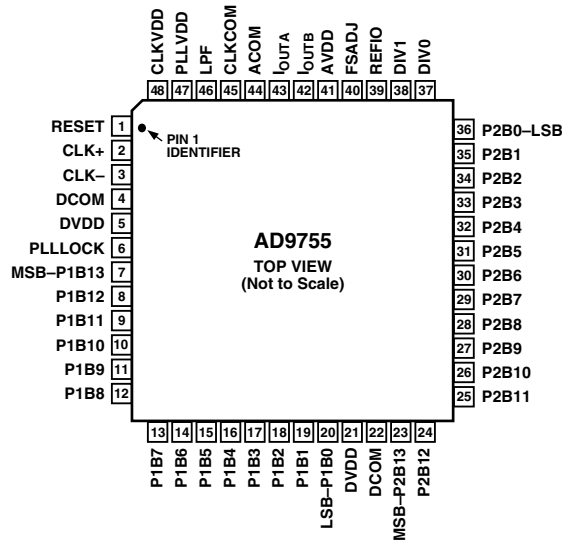 CLKVDD
PLLVDD
LPF
CLKCOM
ACOM
IOUTA
IOUTB
AVDD
FSADJ
REFIO
DIV1
DIV0
48 47 46 45 44 43 42 41 40 39 38 37
RESET 1
CLK+ 2
CLK– 3
DCOM 4
DVDD 5
PLLLOCK 6
MSB–P1B13 7
P1B12 8
P1B11 9
P1B10 10
P1B9 11
P1B8 12
PIN 1
IDENTIFIER
AD9755
TOP VIEW
(Not to Scale)
36 P2B0–LSB
35 P2B1
34 P2B2
33 P2B3
32 P2B4
31 P2B5
30 P2B6
29 P2B7
28 P2B8
27 P2B9
26 P2B10
25 P2B11
13 14 15 16 17 18 19 20 21 22 23 24
P1B7
P1B6
P1B5
P1B4
P1B3
P1B2
P1B1
LSB–P1B0
DVDD
DCOM
MSB–P2B13
P2B12